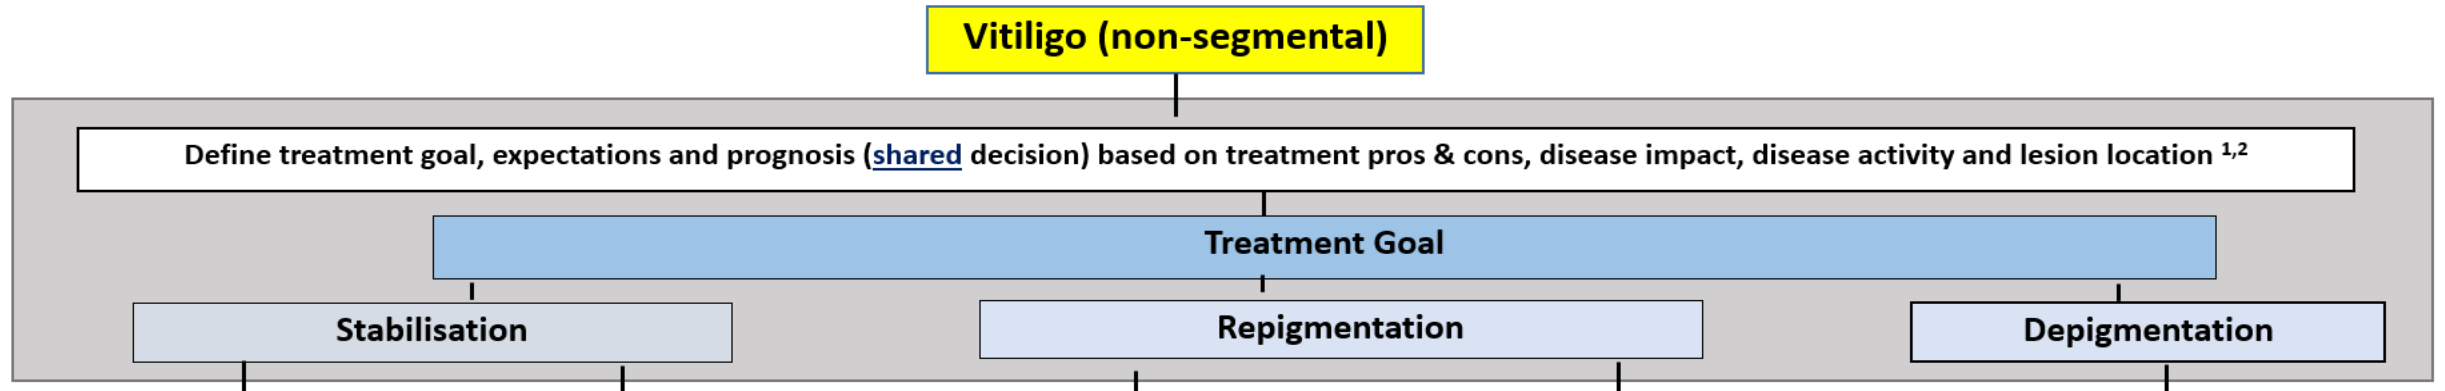 Vitiligo (non-segmental)
Define treatment goal, expectations and prognosis (shared decision) based on treatment pros & cons, disease impact, disease activity and lesion location 1,2
Treatment Goal
Stabilisation
Repigmentation
Depigmentation